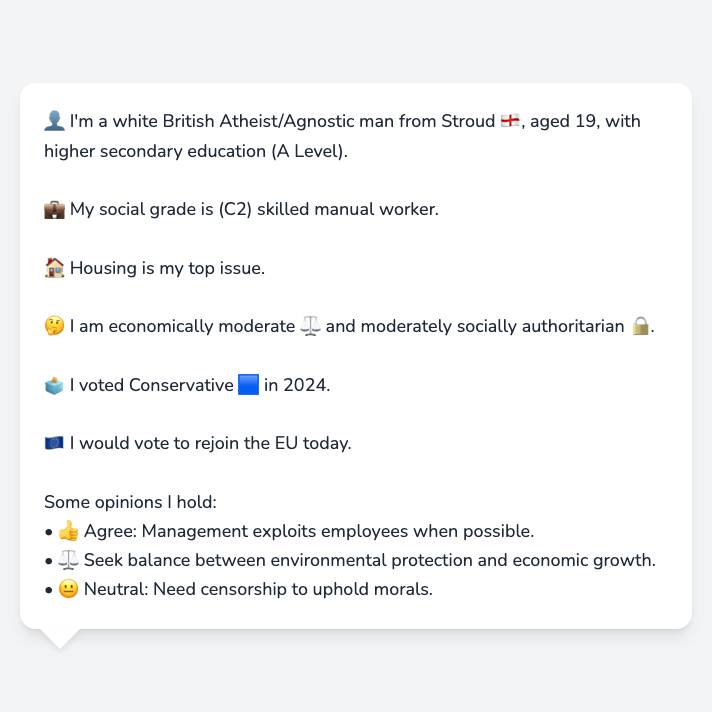 👤 I'm a white British Atheist/Agnostic man from Stroud 🏴󠁧󠁢󠁥󠁮󠁧󠁿, aged 19, with
higher secondary education (A Level).
💼 My social grade is (C2) skilled manual worker.
🏠 Housing is my top issue.
🤔 I am economically moderate ⚖️ and moderately socially authoritarian 🔒.
🗳️ I voted Conservative 🟦 in 2024.
🇪🇺 I would vote to rejoin the EU today.
Some opinions I hold:
• 👍 Agree: Management exploits employees when possible.
• ⚖️ Seek balance between environmental protection and economic growth.
• 😐 Neutral: Need censorship to uphold morals.